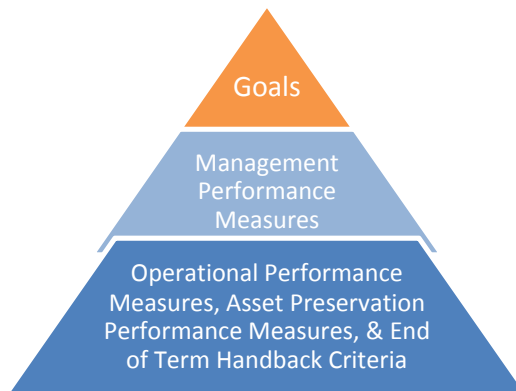 Goals
Management
Performance
Measures
Operational Performance
Measures, Asset Preservation
Performance Measures, & End
of Term Handback Criteria